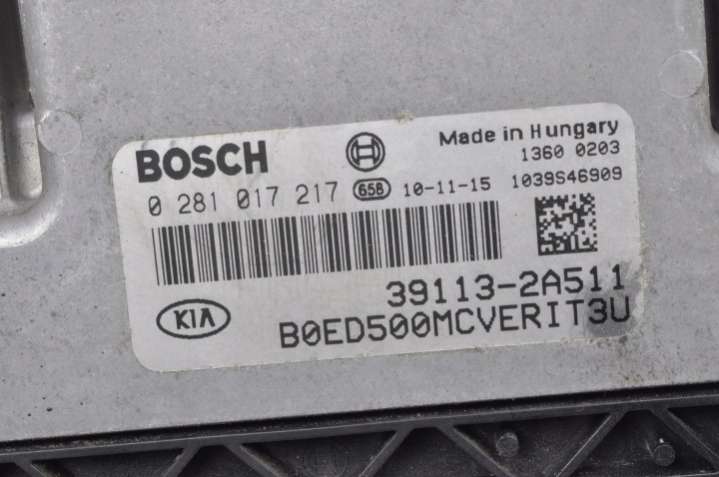 BOSCH Made in Hungary
1360 0203
0 281 017 217 658 10-11-15 1039S46909
39113-2A511
KIA B0ED500MCVERIT3U